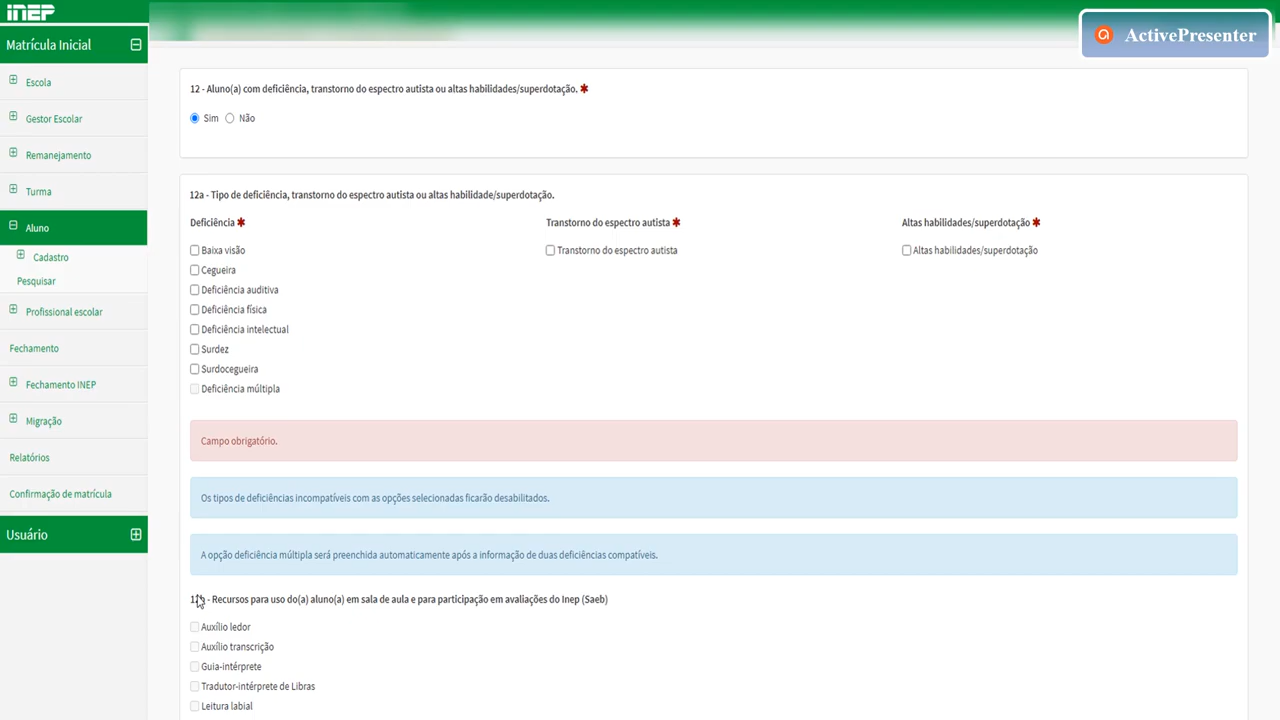 inep
ActivePresenter
Matrícula Inicial
Escola
Gestor Escolar
Remanejamento
Turma
Aluno
Cadastro
Pesquisar
Profissional escolar
Fechamento
Fechamento INEP
Migração
Relatórios
Confirmação de matrícula
Usuário
12 - Aluno(a) com deficiência, transtorno do espectro autista ou altas habilidades/superdotação. *
Sim Não
12a - Tipo de deficiência, transtorno do espectro autista ou altas habilidade/superdotação.
Deficiência *
Baixa visão
Cegueira
Deficiência auditiva
Deficiência física
Deficiência intelectual
Surdez
Surdocegueira
Deficiência múltipla
Transtorno do espectro autista *
Transtorno do espectro autista
Altas habilidades/superdotação *
Altas habilidades/superdotação
Campo obrigatório.
Os tipos de deficiências incompatíveis com as opções selecionadas ficarão desabilitados.
A opção deficiência múltipla será preenchida automaticamente após a informação de duas deficiências compatíveis.
- Recursos para uso do(a) aluno(a) em sala de aula e para participação em avaliações do Inep (Saeb)
Auxílio ledor
Auxílio transcrição
Guia-intérprete
Tradutor-intérprete de Libras
Leitura labial